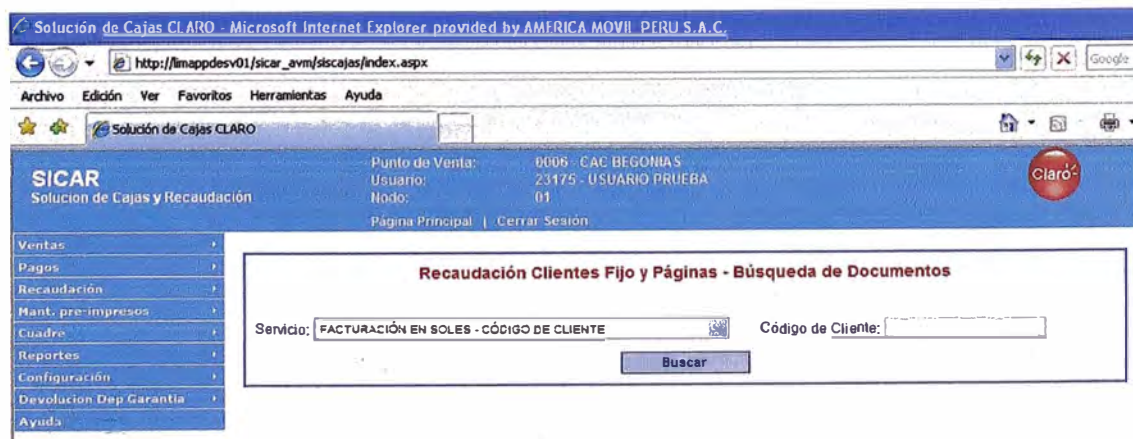 Solución de Cajas CLARO - Microsoft Internet Explorer provided by AMERICA MOVIL PERU S.A.C.
http://limappdesv01/sicar_avm/siscajas/index.aspx
Google
Archivo Edición Ver Favoritos Herramientas Ayuda
Solución de Cajas CLARO
SICAR
Solucion de Cajas y Recaudación
Punto de Venta: 0006 - CAC BEGONIAS
Usuario: 23175 - USUARIO PRUEBA
Nodo: 01
Página Principal | Cerrar Sesión
Claro
Ventas
Pagos
Recaudación
Mant. pre-impresos
Cuadre
Reportes
Configuración
Devolucion Dep Garantia
Ayuda
Recaudación Clientes Fijo y Páginas - Búsqueda de Documentos
Servicio: FACTURACIÓN EN SOLES - CÓDIGO DE CLIENTE Código de Cliente:
Buscar